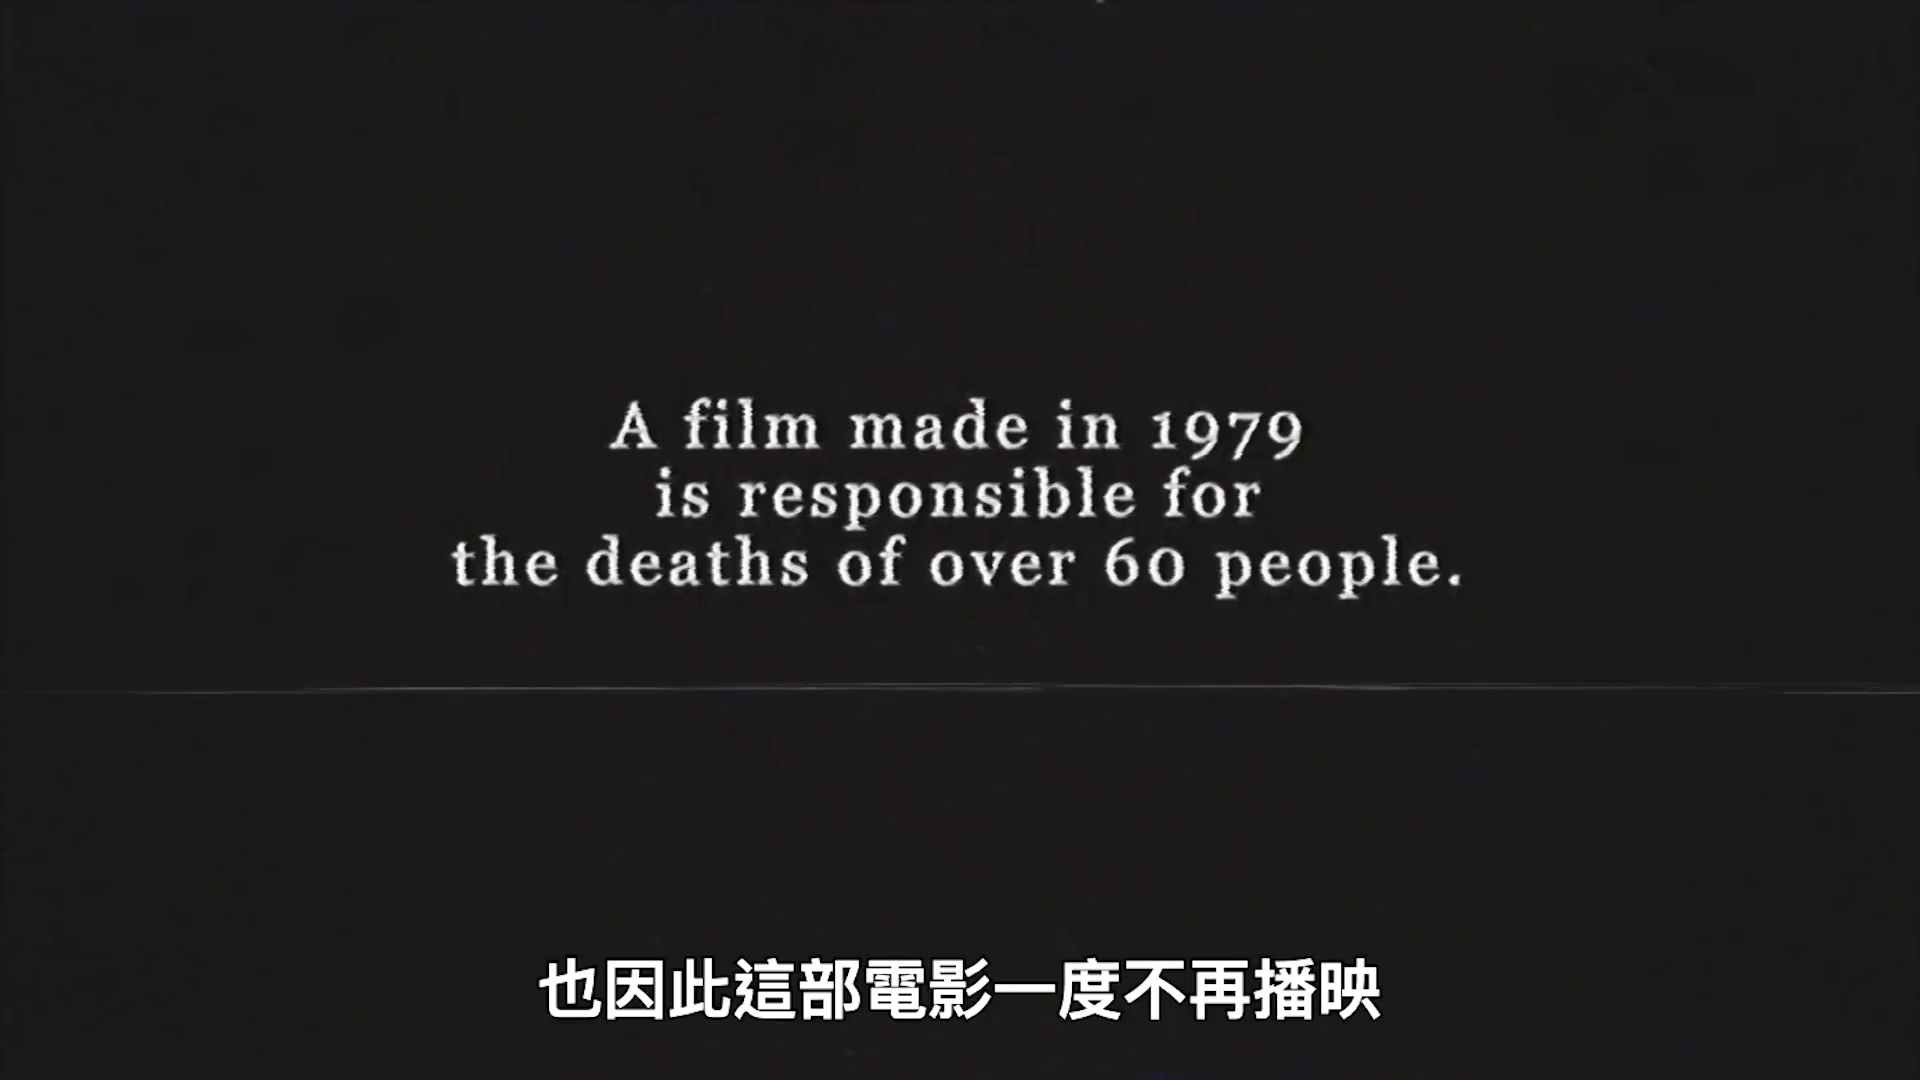 A film made in 1979
is responsible for
the deaths of over 60 people.
也因此這部電影一度不再播映